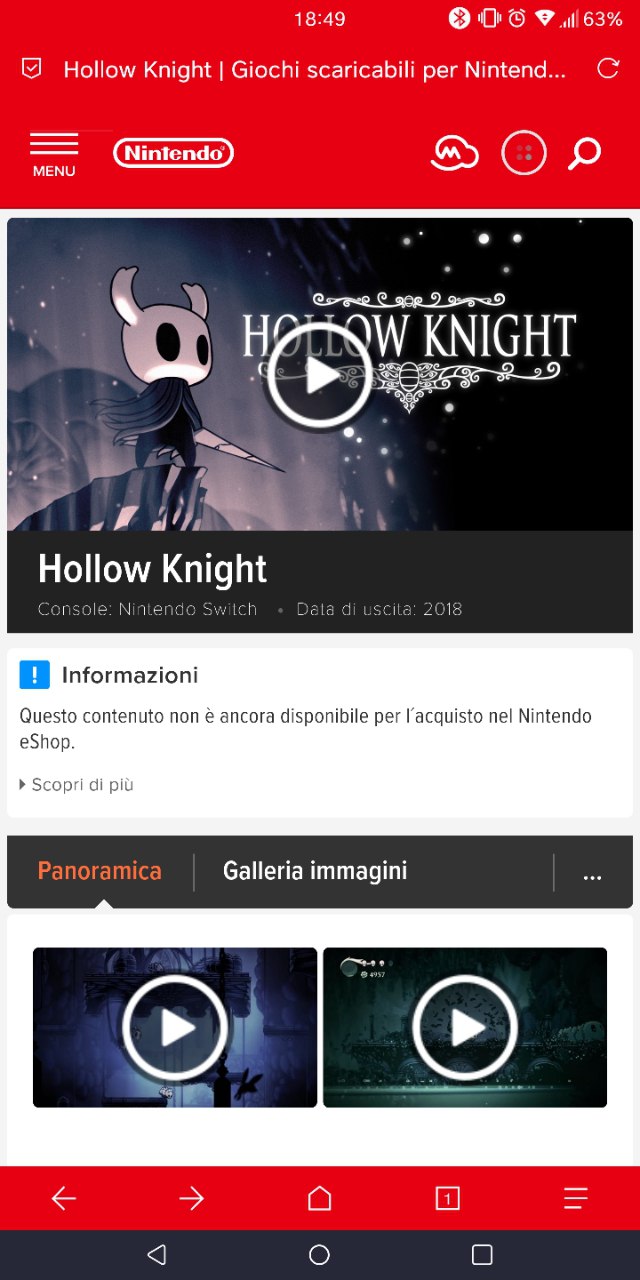 18:49
63%
Hollow Knight | Giochi scaricabili per Nintend...
MENU
Nintendo
HOLLOW KNIGHT
Hollow Knight
Console: Nintendo Switch • Data di uscita: 2018
! Informazioni
Questo contenuto non è ancora disponibile per l´acquisto nel Nintendo
eShop.
Scopri di più
Panoramica
Galleria immagini
...
4957
1